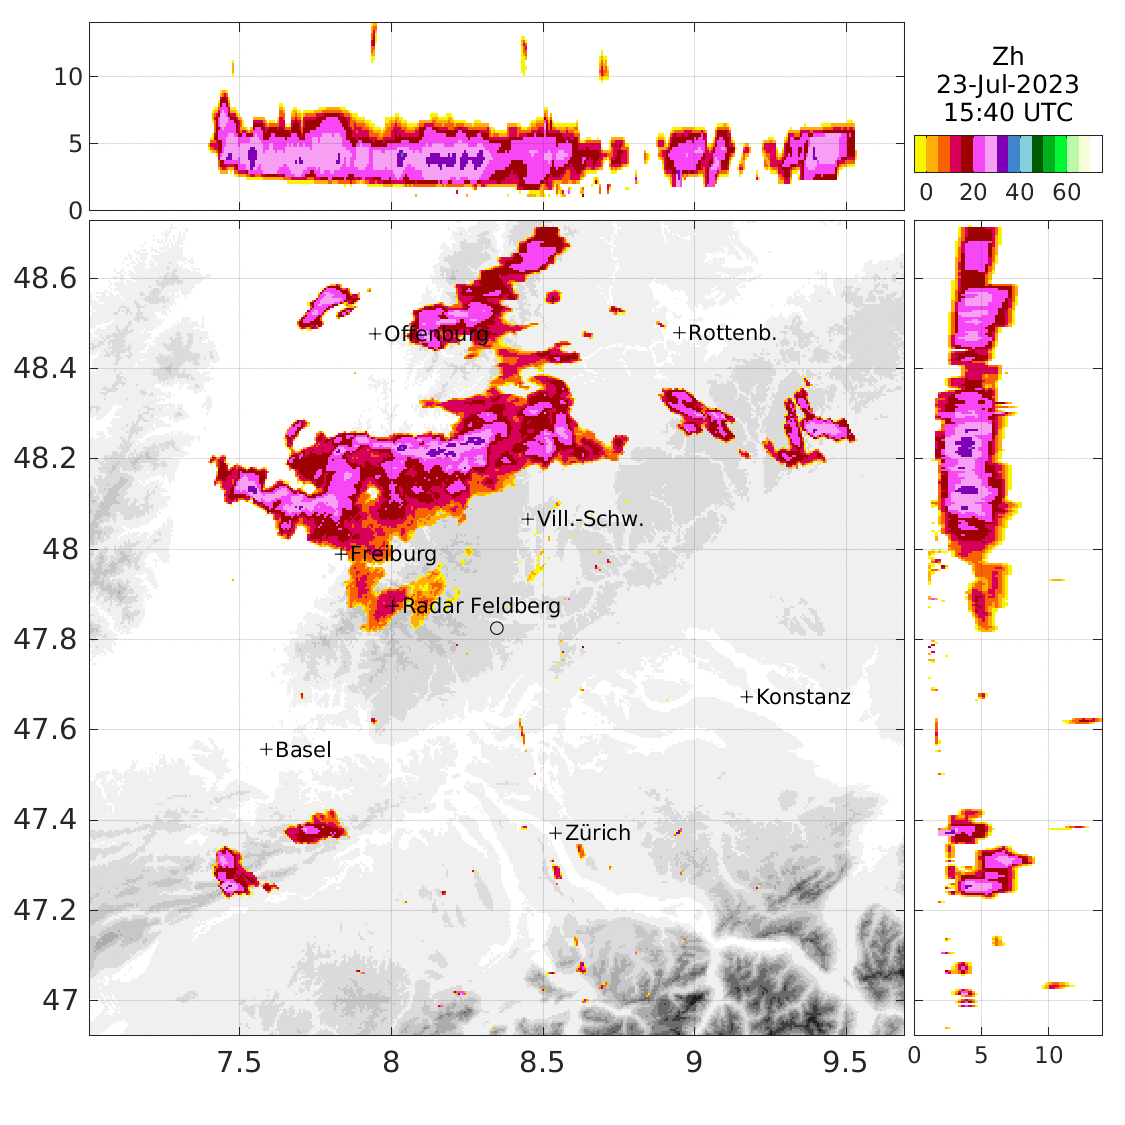 10
5
0
Zh
23-Jul-2023
15:40 UTC
0 20 40 60
48.6
48.4
48.2
48
47.8
47.6
47.4
47.2
47
Offenburg
Rottenb.
Vill.-Schw.
Freiburg
Radar Feldberg
Konstanz
Basel
Zürich
7.5 8 8.5 9 9.5
0 5 10